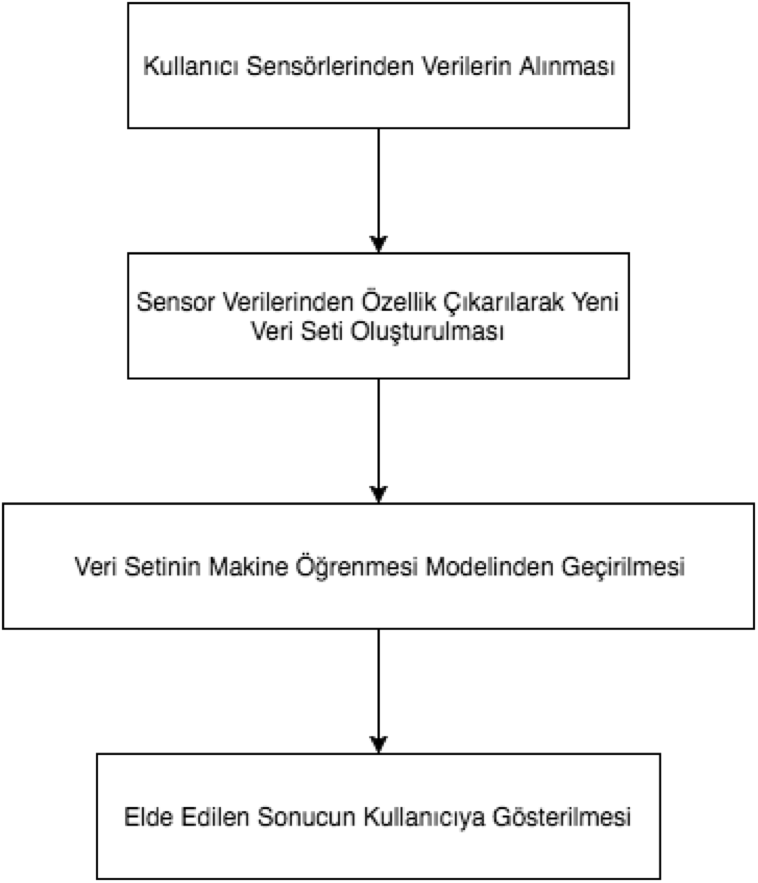 Kullanıcı Sensörlerinden Verilerin Alınması
Sensor Verilerinden Özellik Çıkarılarak Yeni
Veri Seti Oluşturulması
Veri Setinin Makine Öğrenmesi Modelinden Geçirilmesi
Elde Edilen Sonucun Kullanıcıya Gösterilmesi